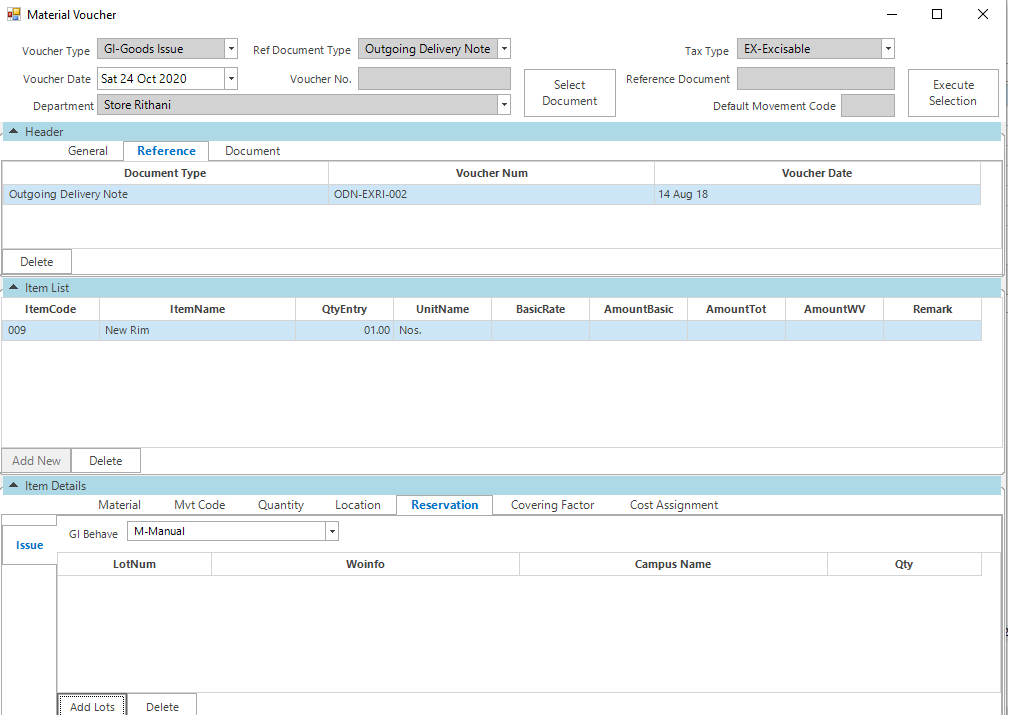 Material Voucher
Voucher Type GI-Goods Issue Ref Document Type Outgoing Delivery Note Tax Type EX-Excisable
Voucher Date Sat 24 Oct 2020 Voucher No. Select Document Reference Document Execute Selection
Department Store Rithani Default Movement Code
Header
General Reference Document
Document Type Voucher Num Voucher Date
Outgoing Delivery Note ODN-EXRI-002 14 Aug 18
Delete
Item List
ItemCode ItemName QtyEntry UnitName BasicRate AmountBasic AmountTot AmountWV Remark
009 New Rim 01.00 Nos.
Add New Delete
Item Details
Material Mvt Code Quantity Location Reservation Covering Factor Cost Assignment
Issue GI Behave M-Manual
LotNum Woinfo Campus Name Qty
Add Lots Delete